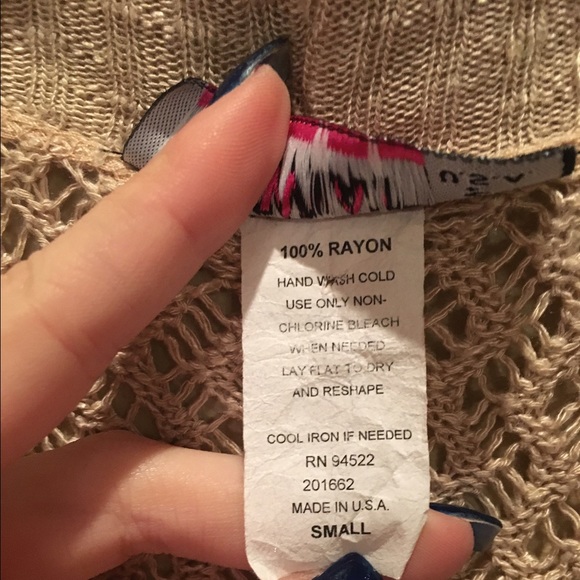 100% RAYON
HAND WASH COLD
USE ONLY NON-
CHLORINE BLEACH
WHEN NEEDED
LAY FLAT TO DRY
AND RESHAPE
COOL IRON IF NEEDED
RN 94522
201662
MADE IN U.S.A.
SMALL